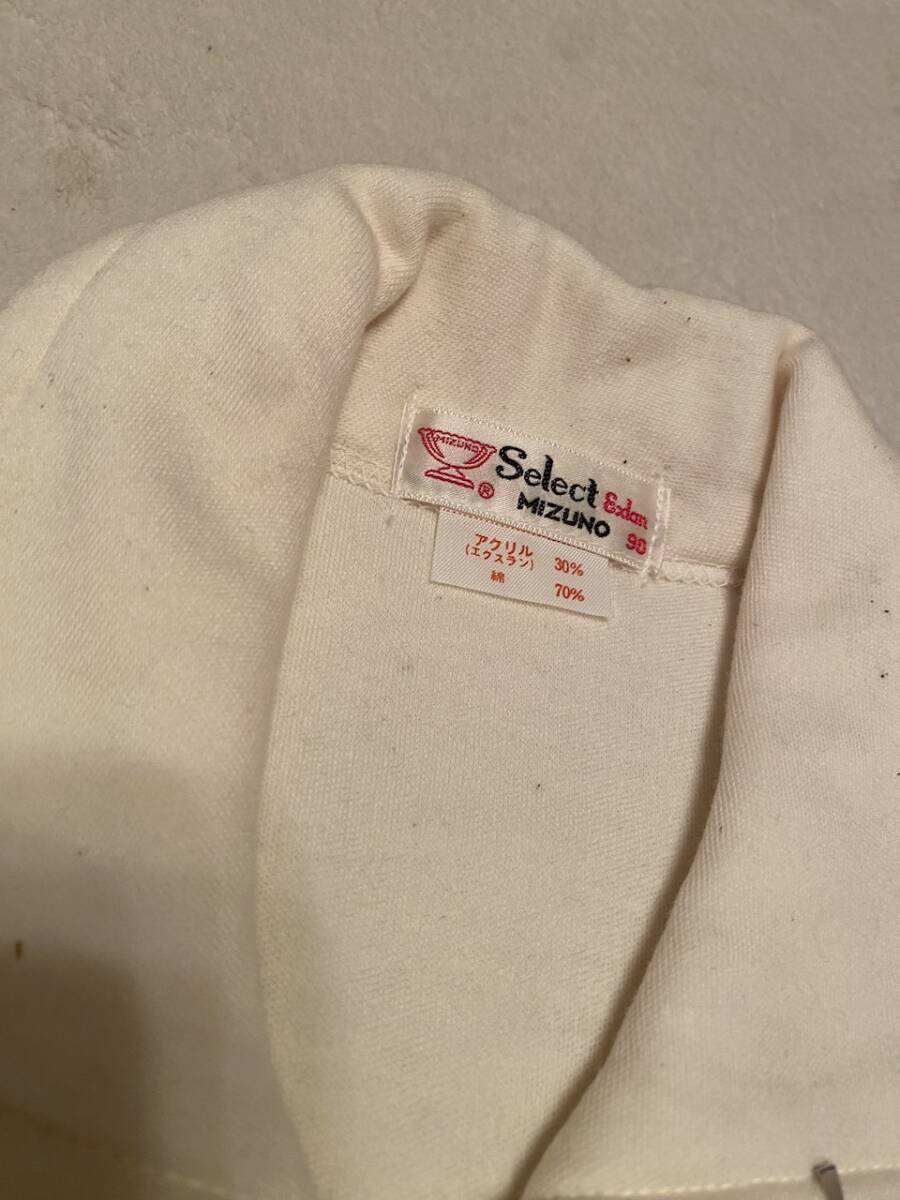 MIZUNO
®
Select Exlan
MIZUNO 90
アクリル
(エクスラン) 30%
綿 70%